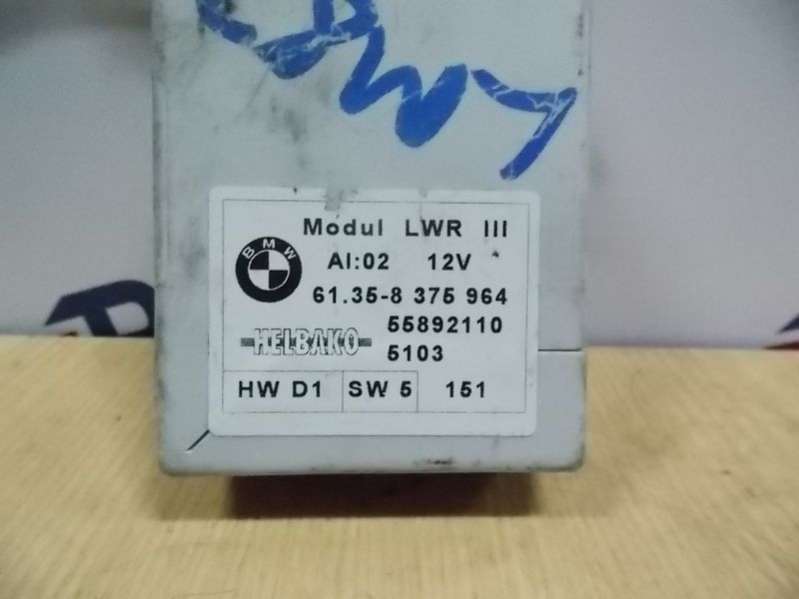 Modul LWR III
BMW
AI:02 12V
61.35-8 375 964
55892110
HELBAKO
5103
HW D1 SW 5 151